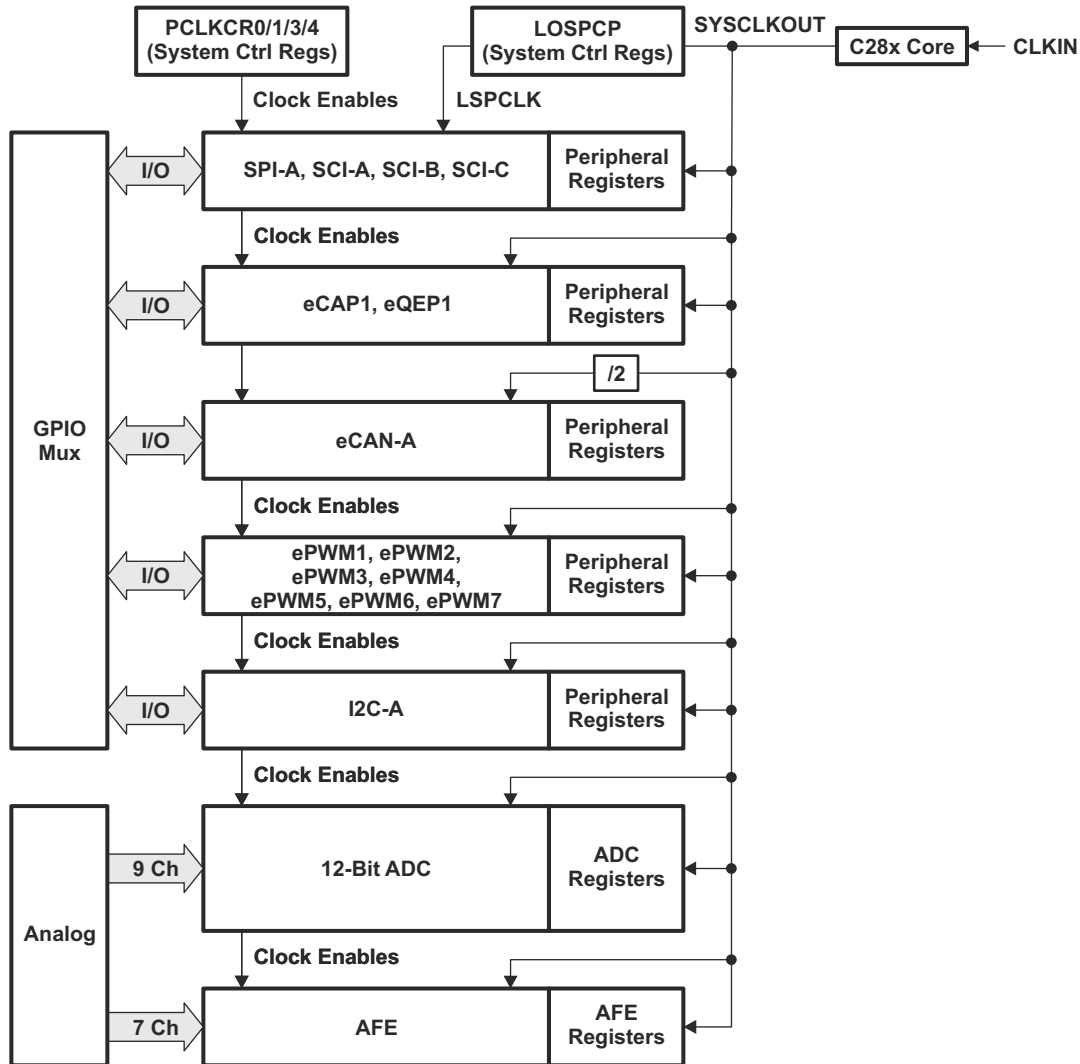 PCLKCR0/1/3/4
(System Ctrl Regs)
LOSPCP
(System Ctrl Regs)
SYSCLKOUT
C28x Core
CLKIN
Clock Enables
LSPCLK
I/O
SPI-A, SCI-A, SCI-B, SCI-C
Peripheral
Registers
Clock Enables
I/O
eCAP1, eQEP1
Peripheral
Registers
/2
GPIO
Mux
I/O
eCAN-A
Peripheral
Registers
Clock Enables
I/O
ePWM1, ePWM2,
ePWM3, ePWM4,
ePWM5, ePWM6, ePWM7
Peripheral
Registers
Clock Enables
I/O
I2C-A
Peripheral
Registers
Clock Enables
Analog
9 Ch
12-Bit ADC
ADC
Registers
Clock Enables
7 Ch
AFE
AFE
Registers